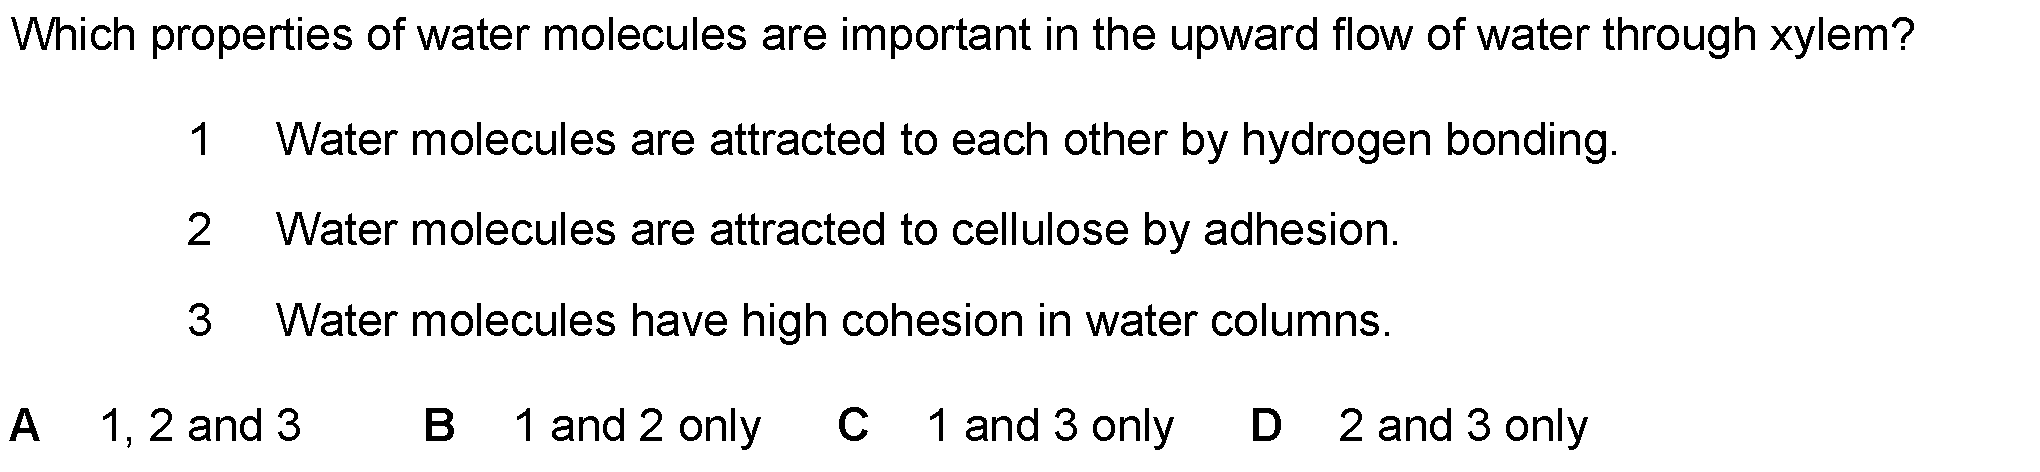 Which properties of water molecules are important in the upward flow of water through xylem?
1 Water molecules are attracted to each other by hydrogen bonding.
2 Water molecules are attracted to cellulose by adhesion.
3 Water molecules have high cohesion in water columns.
A 1, 2 and 3 B 1 and 2 only C 1 and 3 only D 2 and 3 only